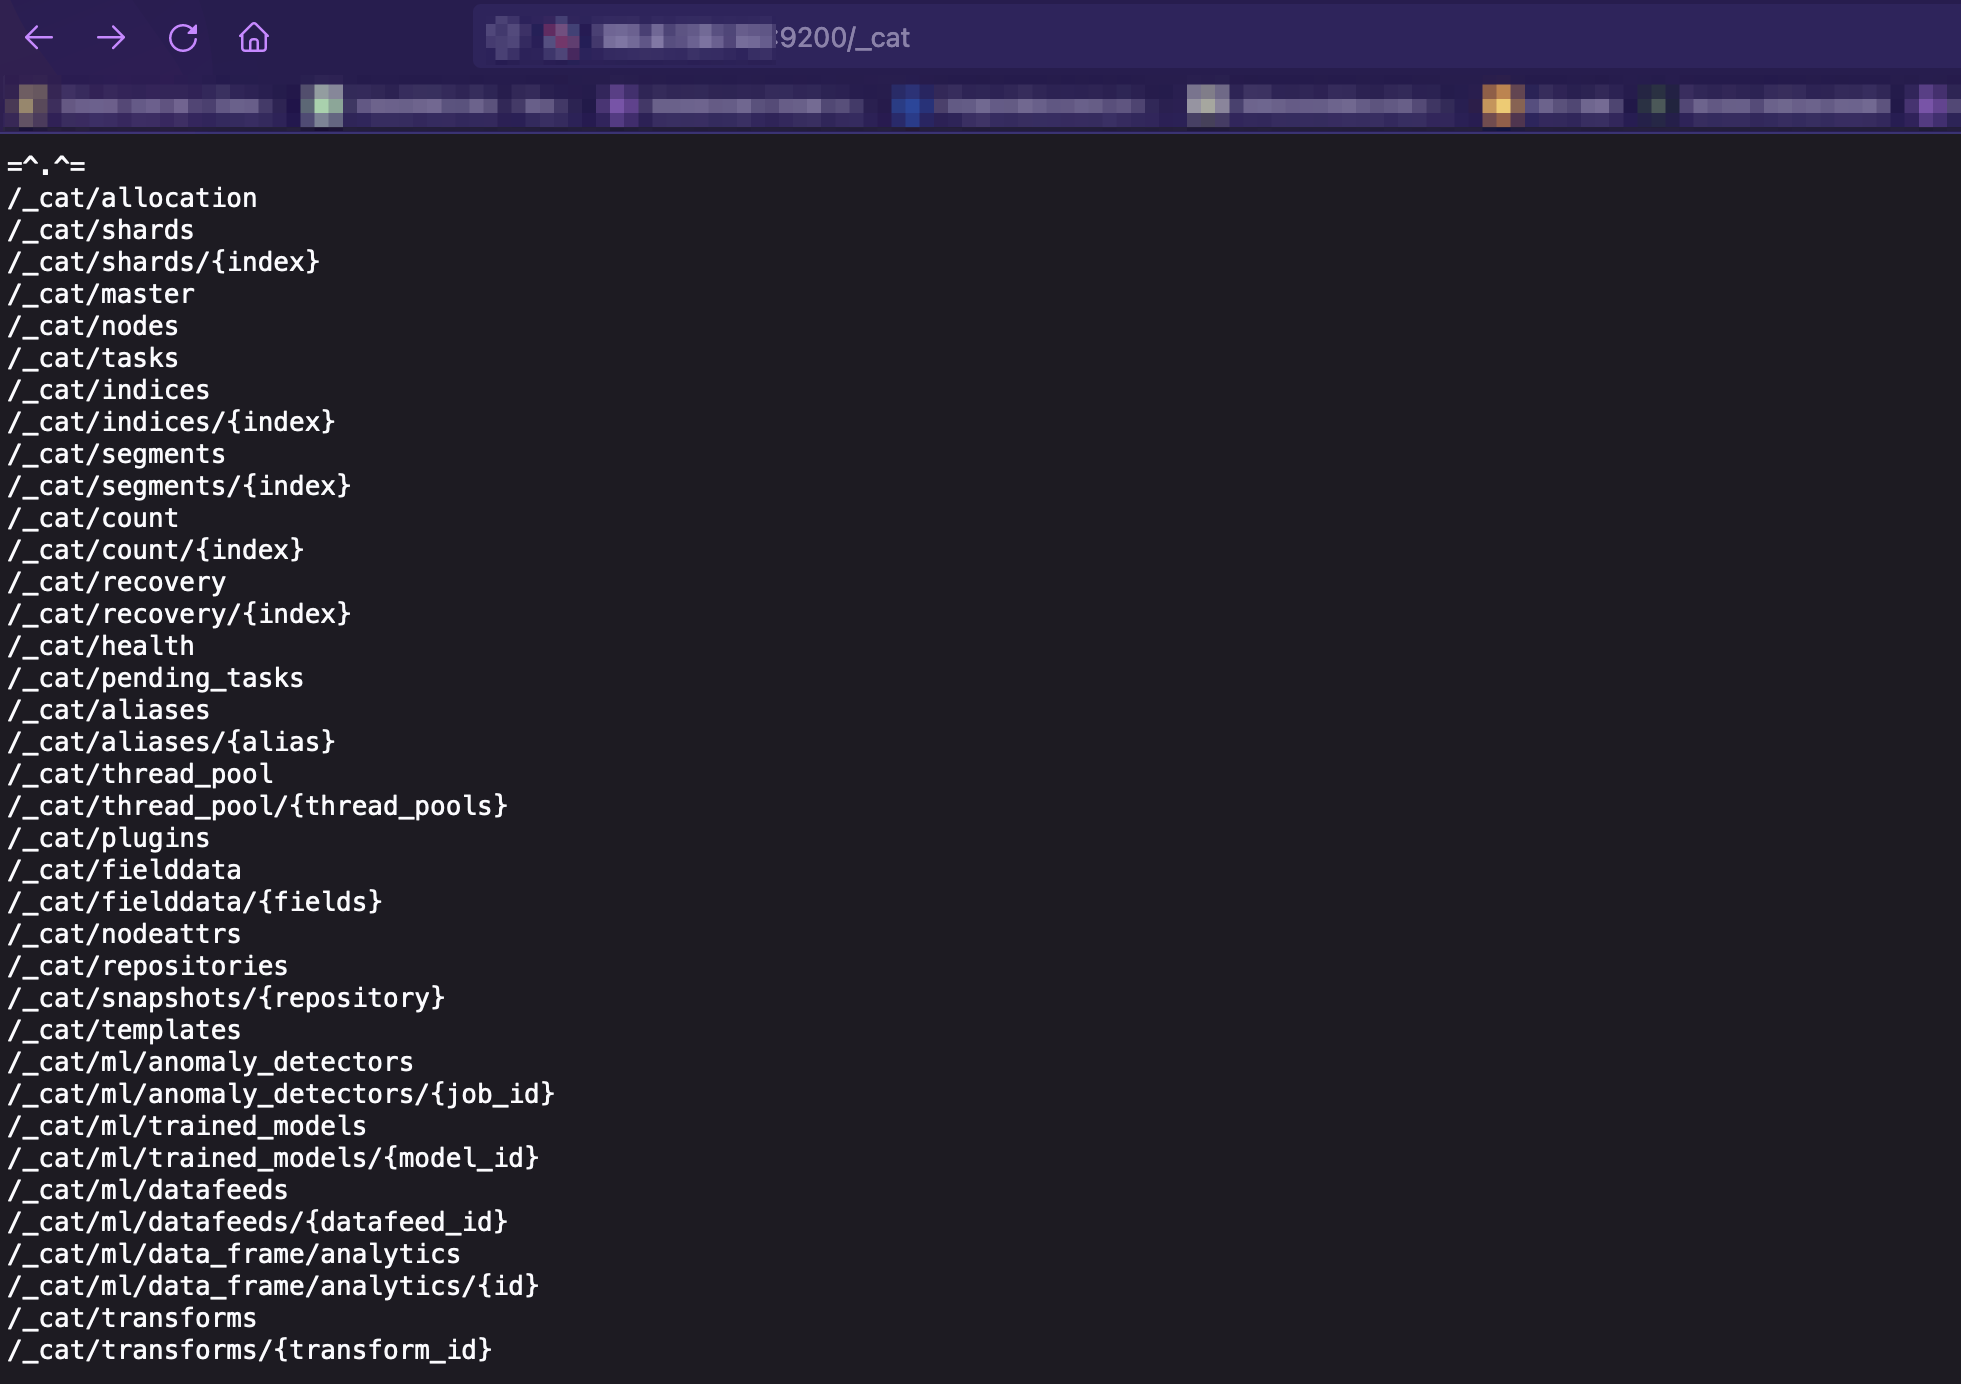 :9200/_cat
=^.^=
/_cat/allocation
/_cat/shards
/_cat/shards/{index}
/_cat/master
/_cat/nodes
/_cat/tasks
/_cat/indices
/_cat/indices/{index}
/_cat/segments
/_cat/segments/{index}
/_cat/count
/_cat/count/{index}
/_cat/recovery
/_cat/recovery/{index}
/_cat/health
/_cat/pending_tasks
/_cat/aliases
/_cat/aliases/{alias}
/_cat/thread_pool
/_cat/thread_pool/{thread_pools}
/_cat/plugins
/_cat/fielddata
/_cat/fielddata/{fields}
/_cat/nodeattrs
/_cat/repositories
/_cat/snapshots/{repository}
/_cat/templates
/_cat/ml/anomaly_detectors
/_cat/ml/anomaly_detectors/{job_id}
/_cat/ml/trained_models
/_cat/ml/trained_models/{model_id}
/_cat/ml/datafeeds
/_cat/ml/datafeeds/{datafeed_id}
/_cat/ml/data_frame/analytics
/_cat/ml/data_frame/analytics/{id}
/_cat/transforms
/_cat/transforms/{transform_id}